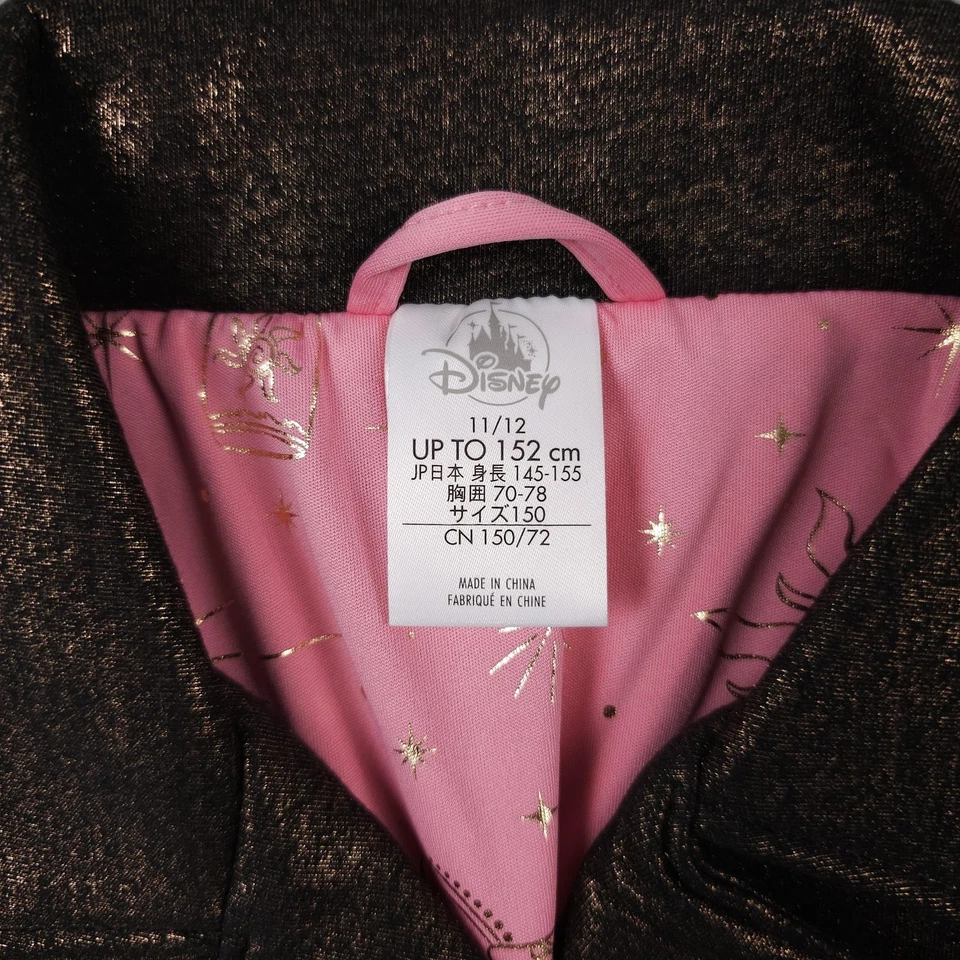 Disney
11/12
UP TO 152 cm
JP日本 身長 145-155
胸囲 70-78
サイズ150
CN 150/72
MADE IN CHINA
FABRIQUÉ EN CHINE